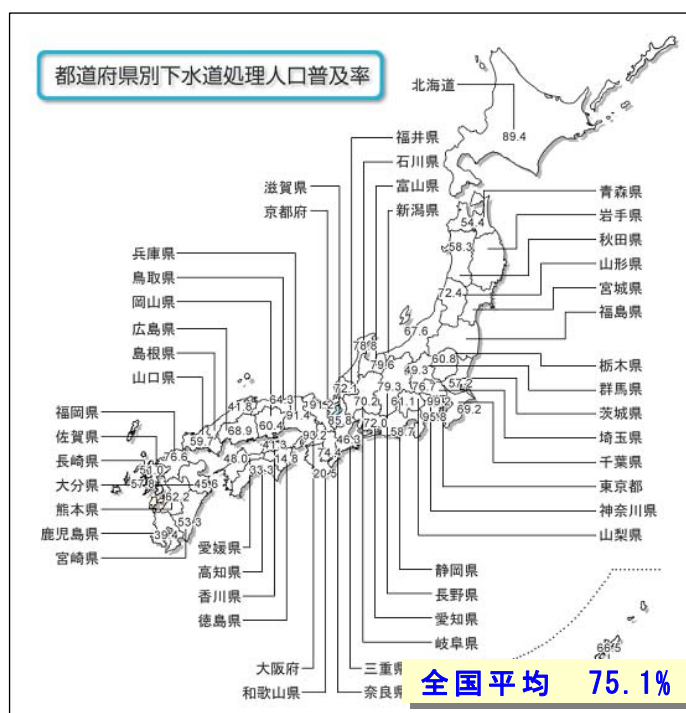 都道府県別下水道処理人口普及率
北海道
89.4
福井県
石川県
富山県
新潟県
滋賀県
京都府
兵庫県
鳥取県
岡山県
広島県
島根県
山口県
福岡県
佐賀県
長崎県
大分県
熊本県
鹿児島県
宮崎県
青森県
岩手県
秋田県
山形県
宮城県
福島県
栃木県
群馬県
茨城県
埼玉県
千葉県
東京都
神奈川県
山梨県
静岡県
長野県
愛知県
岐阜県
三重県
奈良県
大阪府
和歌山県
愛媛県
高知県
香川県
徳島県
54.4
58.3
72.4
67.6
78.8
79.6
60.8
49.3
76.7
57.2
79.3
70.2
61.1
95.8
69.2
72.0
58.7
85.8
46.3
74.4
93.2
20.5
91.4
64.3
60.4
41.8
68.9
59.7
41.3
14.8
48.0
33.3
76.6
51.0
57.8
45.6
62.2
53.3
39.4
66.5
全国平均 75.1%